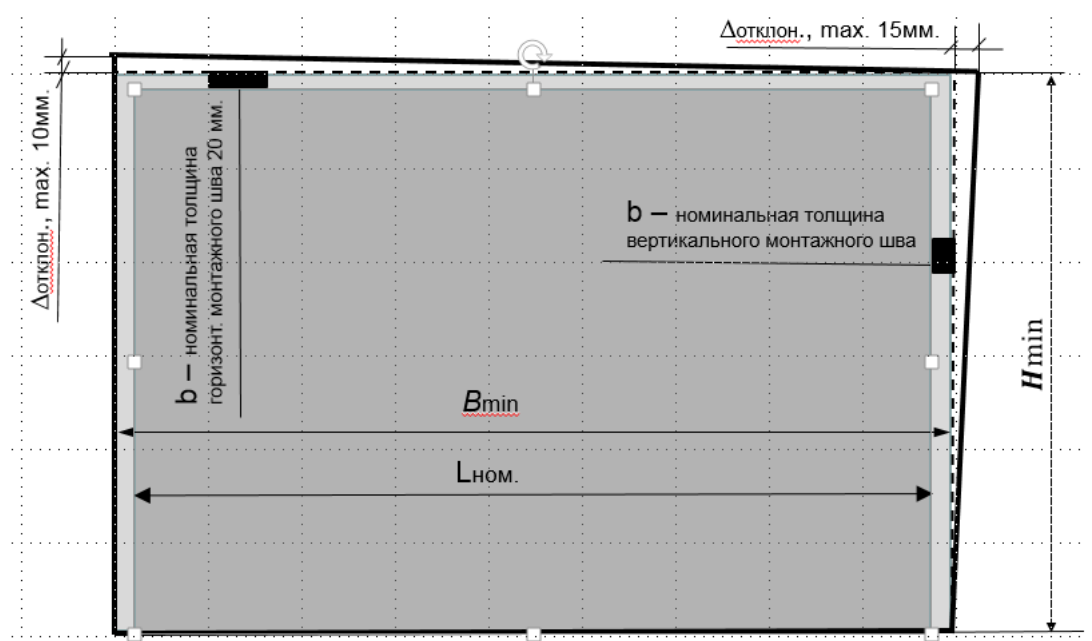 Δотклон., max. 15мм.
Δотклон., max. 10мм.
b – номинальная толщина
горизонт. монтажного шва 20 мм.
b – номинальная толщина
вертикального монтажного шва
Hmin
Bmin
Lном.